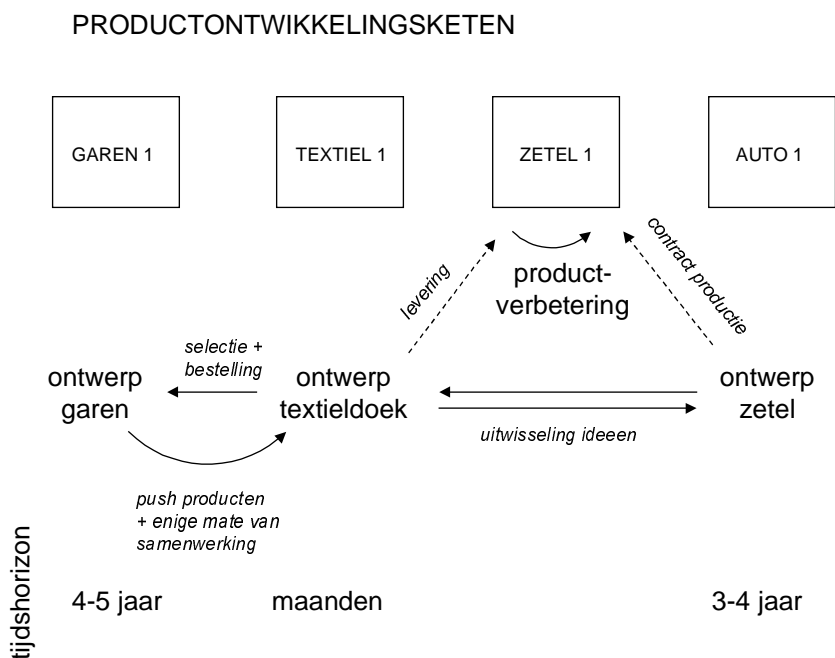 PRODUCTONTWIKKELINGSKETEN
GAREN 1
TEXTIEL 1
ZETEL 1
AUTO 1
levering
product-
verbetering
contract productie
selectie +
bestelling
ontwerp
garen
ontwerp
textieldoek
ontwerp
zetel
uitwisseling ideeen
push producten
+ enige mate van
samenwerking
tijdshorizon
4-5 jaar
maanden
3-4 jaar